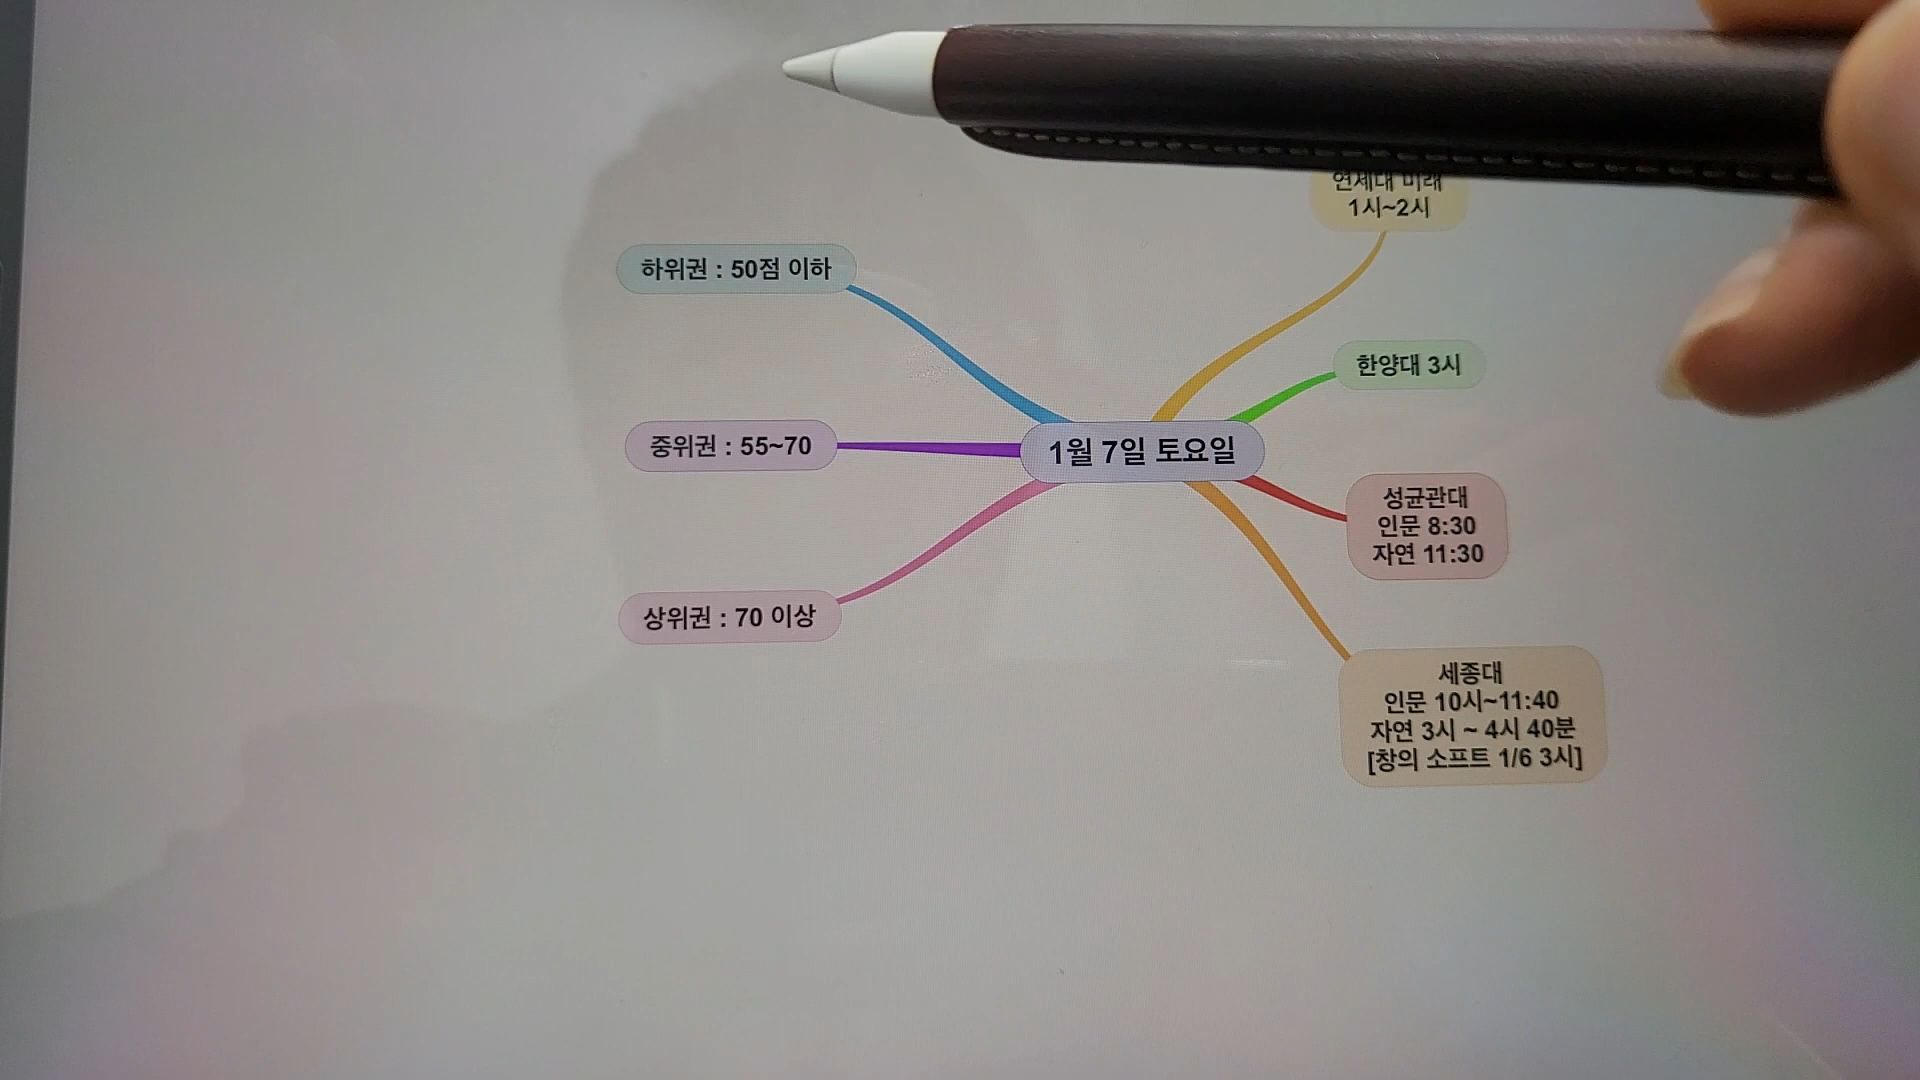 하위권 : 50점 이하
중위권 : 55~70
상위권 : 70 이상
1월 7일 토요일
연세대 미래
1시~2시
한양대 3시
성균관대
인문 8:30
자연 11:30
세종대
인문 10시~11:40
자연 3시 ~ 4시 40분
[창의 소프트 1/6 3시]